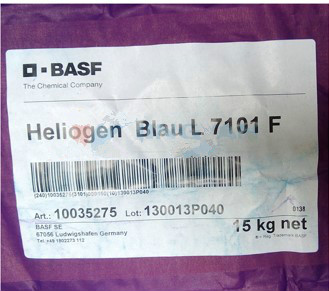 BASF
The Chemical Company
Heliogen Blau L 7101 F
Art.: 10035275 Lot: 130013P040
0138
BASF SE
67056 Ludwigshafen Germany
15 kg net